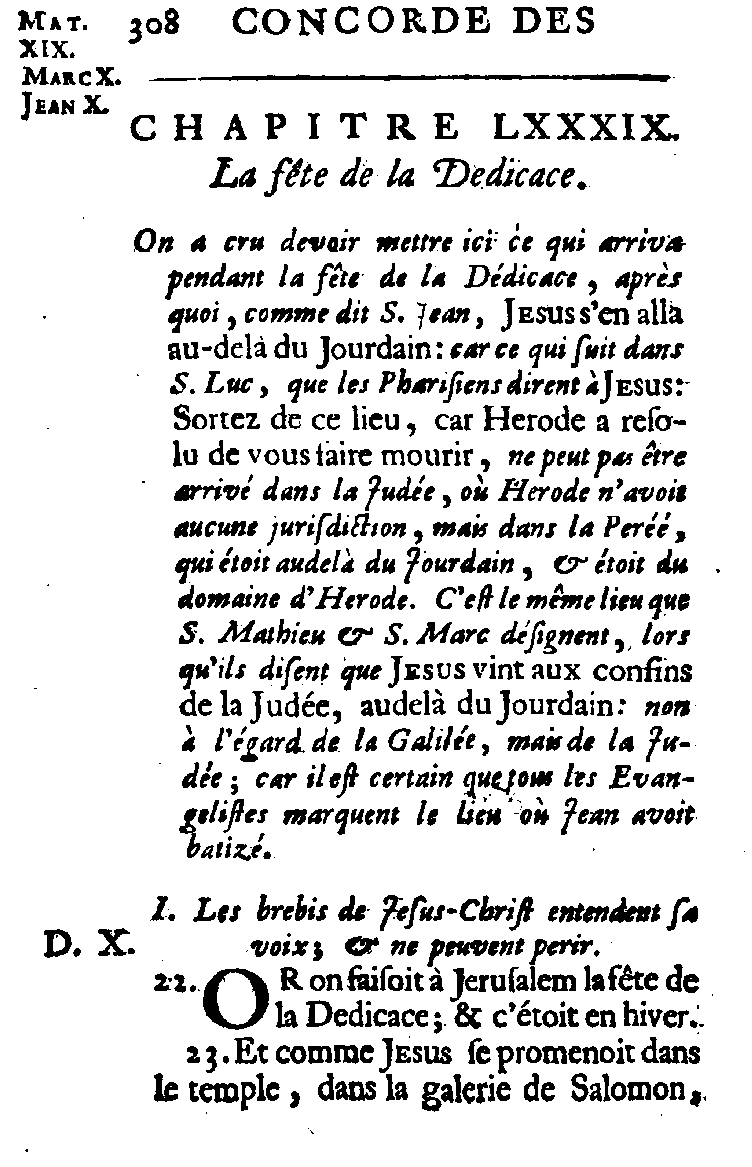 MAT. XIX.
MARC X.
JEAN X.
308 CONCORDE DES
CHAPITRE LXXXIX.
La fête de la Dedicace.
On a cru devoir mettre ici ce qui arriva
pendant la fête de la Dédicace, après
quoi, comme dit S. Jean, JESUS s'en alla
au-delà du Jourdain: car ce qui ſuit dans
S. Luc, que les Phariſiens dirent à JESUS:
Sortez de ce lieu, car Herode a reſo-
lu de vous faire mourir, ne peut pas être
arrivé dans la Judée, où Herode n'avoit
aucune juriſdiction, mais dans la Peréé,
qui étoit audelà du Jourdain, & étoit du
domaine d'Herode. C'eſt le même lieu que
S. Mathieu & S. Marc déſignent, lors
qu'ils diſent que JESUS vint aux confins
de la Judée, audelà du Jourdain: non
à l'égard de la Galilée, mais de la Ju-
dée; car il eſt certain que tous les Evan-
geliſtes marquent le lieu où Jean avoit
batizé.
I. Les brebis de Jeſus-Chriſt entendent ſa
voix; & ne peuvent perir.
D. X.
22. OR on faiſoit à Jeruſalem la fête de
la Dedicace; & c'étoit en hiver.
23. Et comme JESUS ſe promenoit dans
le temple, dans la galerie de Salomon,